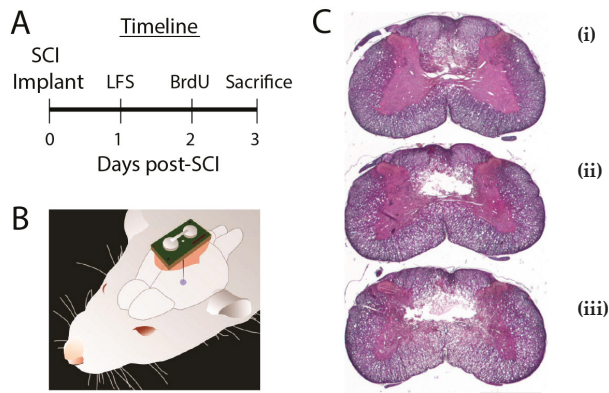 A
Timeline
SCI
Implant
LFS
BrdU
Sacrifice
0
1
2
3
Days post-SCI
B
C
(i)
(ii)
(iii)